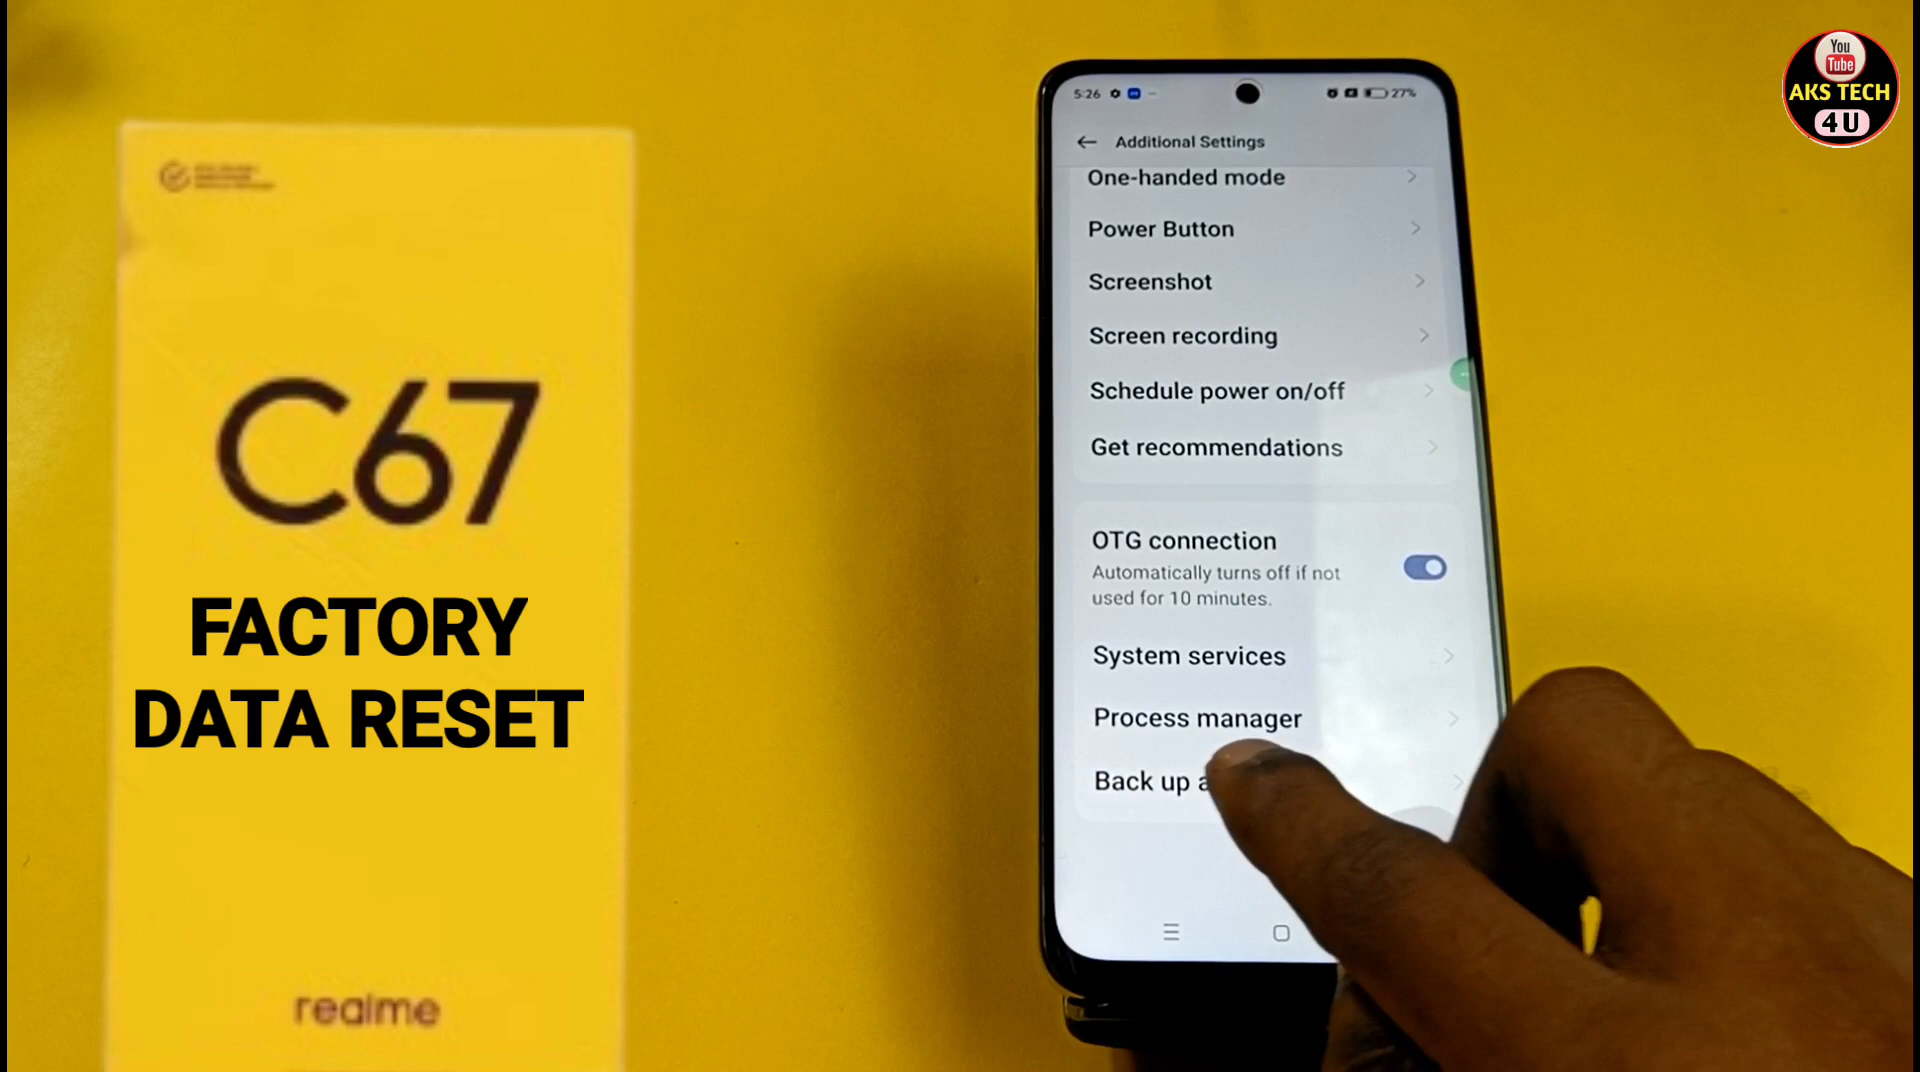 C67
FACTORY
DATA RESET
realme
5:26
27%
Additional Settings
One-handed mode
Power Button
Screenshot
Screen recording
Schedule power on/off
Get recommendations
OTG connection
Automatically turns off if not
used for 10 minutes.
System services
Process manager
Back up
You
Tube
AKS TECH
4 U